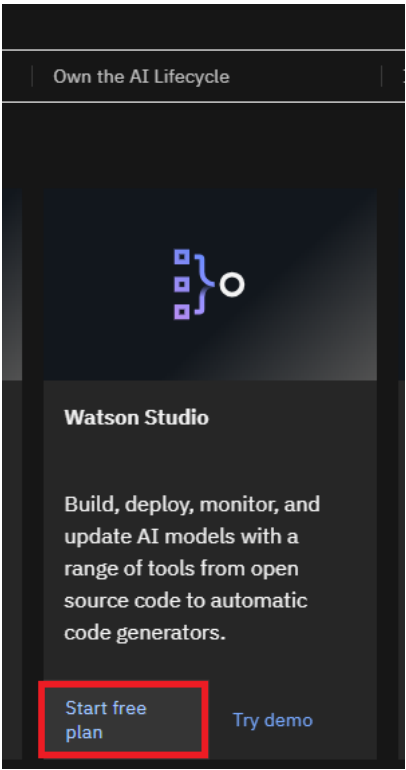 Own the AI Lifecycle
Watson Studio
Build, deploy, monitor, and
update AI models with a
range of tools from open
source code to automatic
code generators.
Start free
plan
Try demo